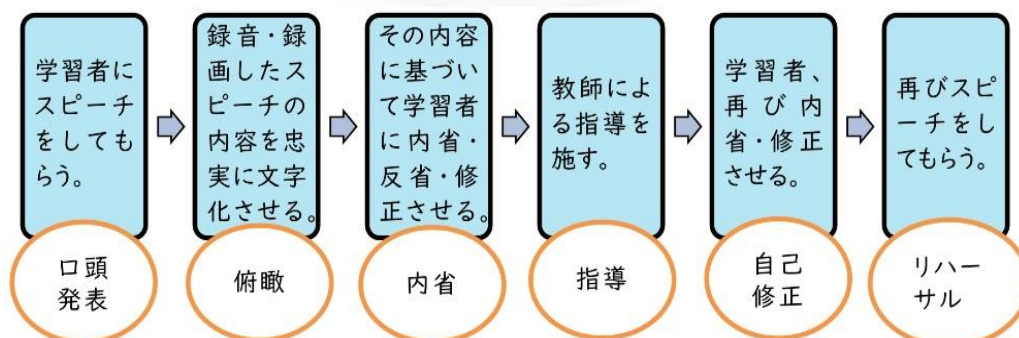 学習者に
スピーチ
をしても
らう。
口頭
発表
録音・録
画したス
ピーチの
内容を忠
実に文字
化させる。
俯瞰
その内容
に基づい
て学習者
に内省・
反省・修
正させる。
内省
教師によ
る指導を
施す。
指導
学習者、
再び内
省・修正
させる。
自己
修正
再びスピ
ーチをし
てもらう。
リハー
サル